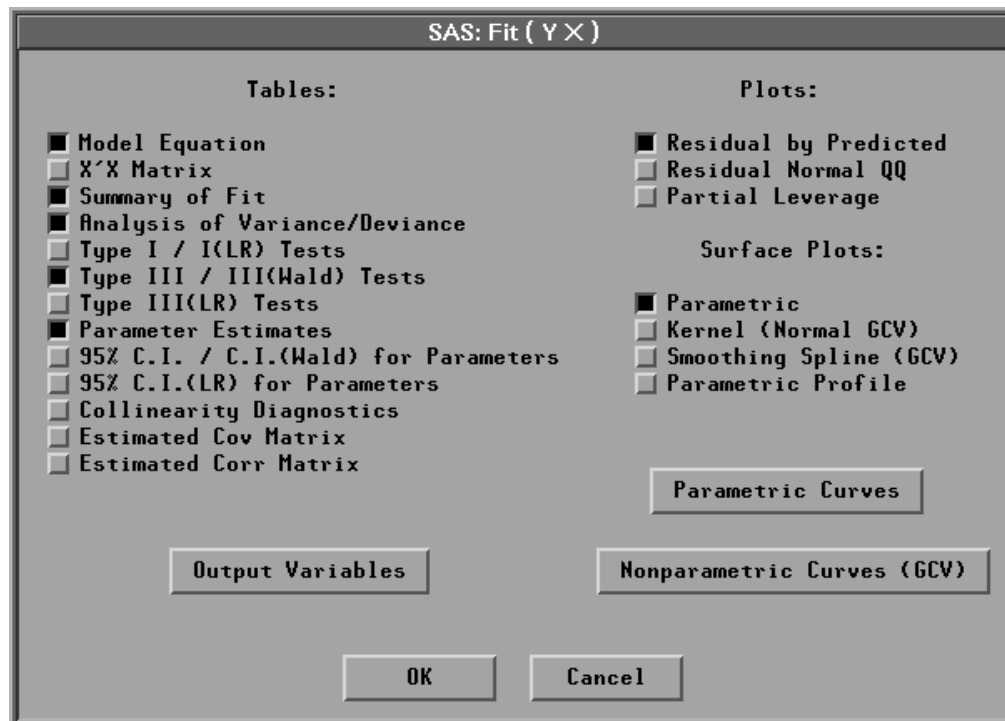 SAS: Fit ( Y X )
Tables:
Model Equation
X'X Matrix
Summary of Fit
Analysis of Variance/Deviance
Type I / I(LR) Tests
Type III / III(Wald) Tests
Type III(LR) Tests
Parameter Estimates
95% C.I. / C.I.(Wald) for Parameters
95% C.I.(LR) for Parameters
Collinearity Diagnostics
Estimated Cov Matrix
Estimated Corr Matrix
Output Variables
Plots:
Residual by Predicted
Residual Normal QQ
Partial Leverage
Surface Plots:
Parametric
Kernel (Normal GCV)
Smoothing Spline (GCV)
Parametric Profile
Parametric Curves
Nonparametric Curves (GCV)
OK
Cancel